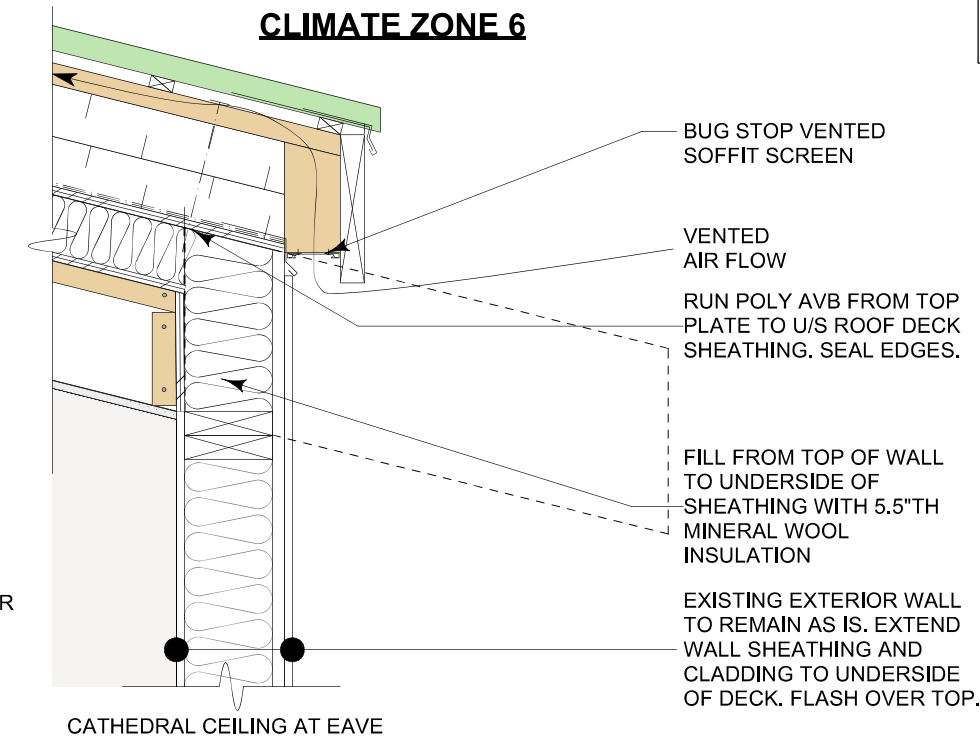 CLIMATE ZONE 6
BUG STOP VENTED
SOFFIT SCREEN
VENTED
AIR FLOW
RUN POLY AVB FROM TOP
PLATE TO U/S ROOF DECK
SHEATHING. SEAL EDGES.
FILL FROM TOP OF WALL
TO UNDERSIDE OF
SHEATHING WITH 5.5"TH
MINERAL WOOL
INSULATION
R
EXISTING EXTERIOR WALL
TO REMAIN AS IS. EXTEND
WALL SHEATHING AND
CLADDING TO UNDERSIDE
OF DECK. FLASH OVER TOP.
CATHEDRAL CEILING AT EAVE